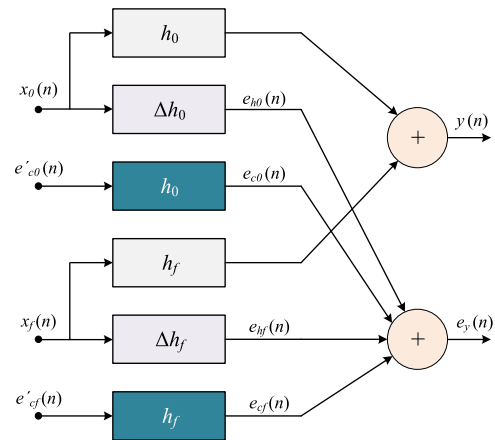 h₀
x₀(n)
Δh₀
eₕ₀(n)
+
y(n)
e´c0(n)
h₀
ec0(n)
hf
xf(n)
Δhf
ehf(n)
+
ey(n)
e´cf(n)
hf
ecf(n)